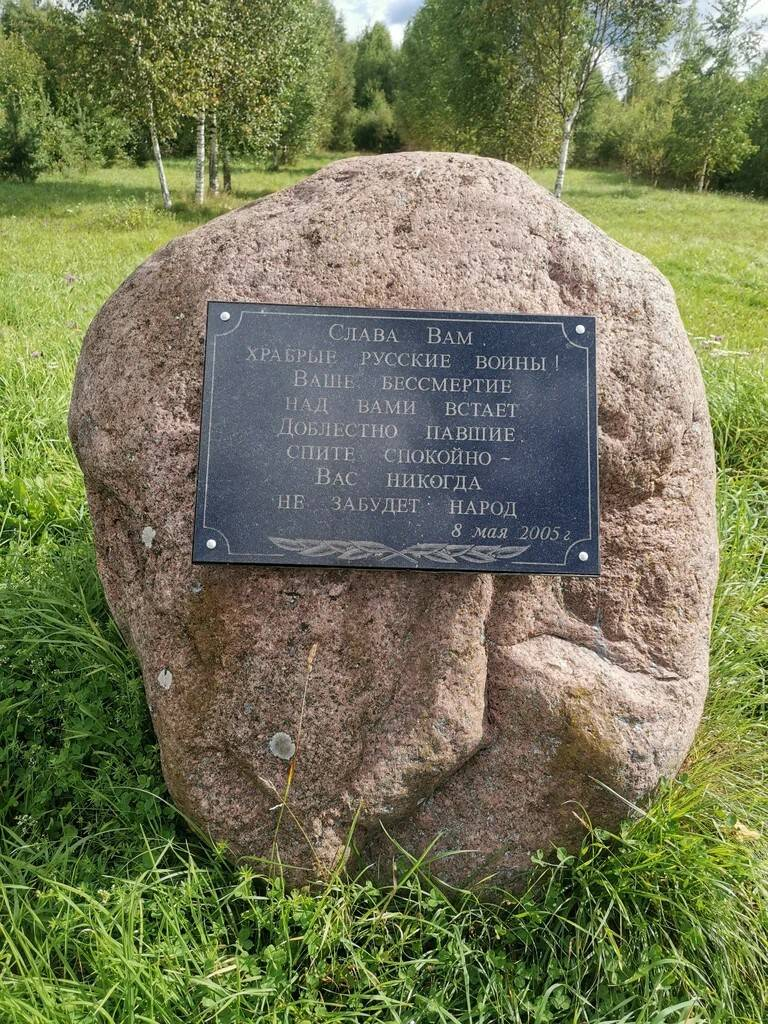 Слава Вам
храбрые русские воины!
Ваше бессмертие
над вами встает
Доблестно павшие
спите спокойно -
Вас никогда
не забудет народ
8 мая 2005 г